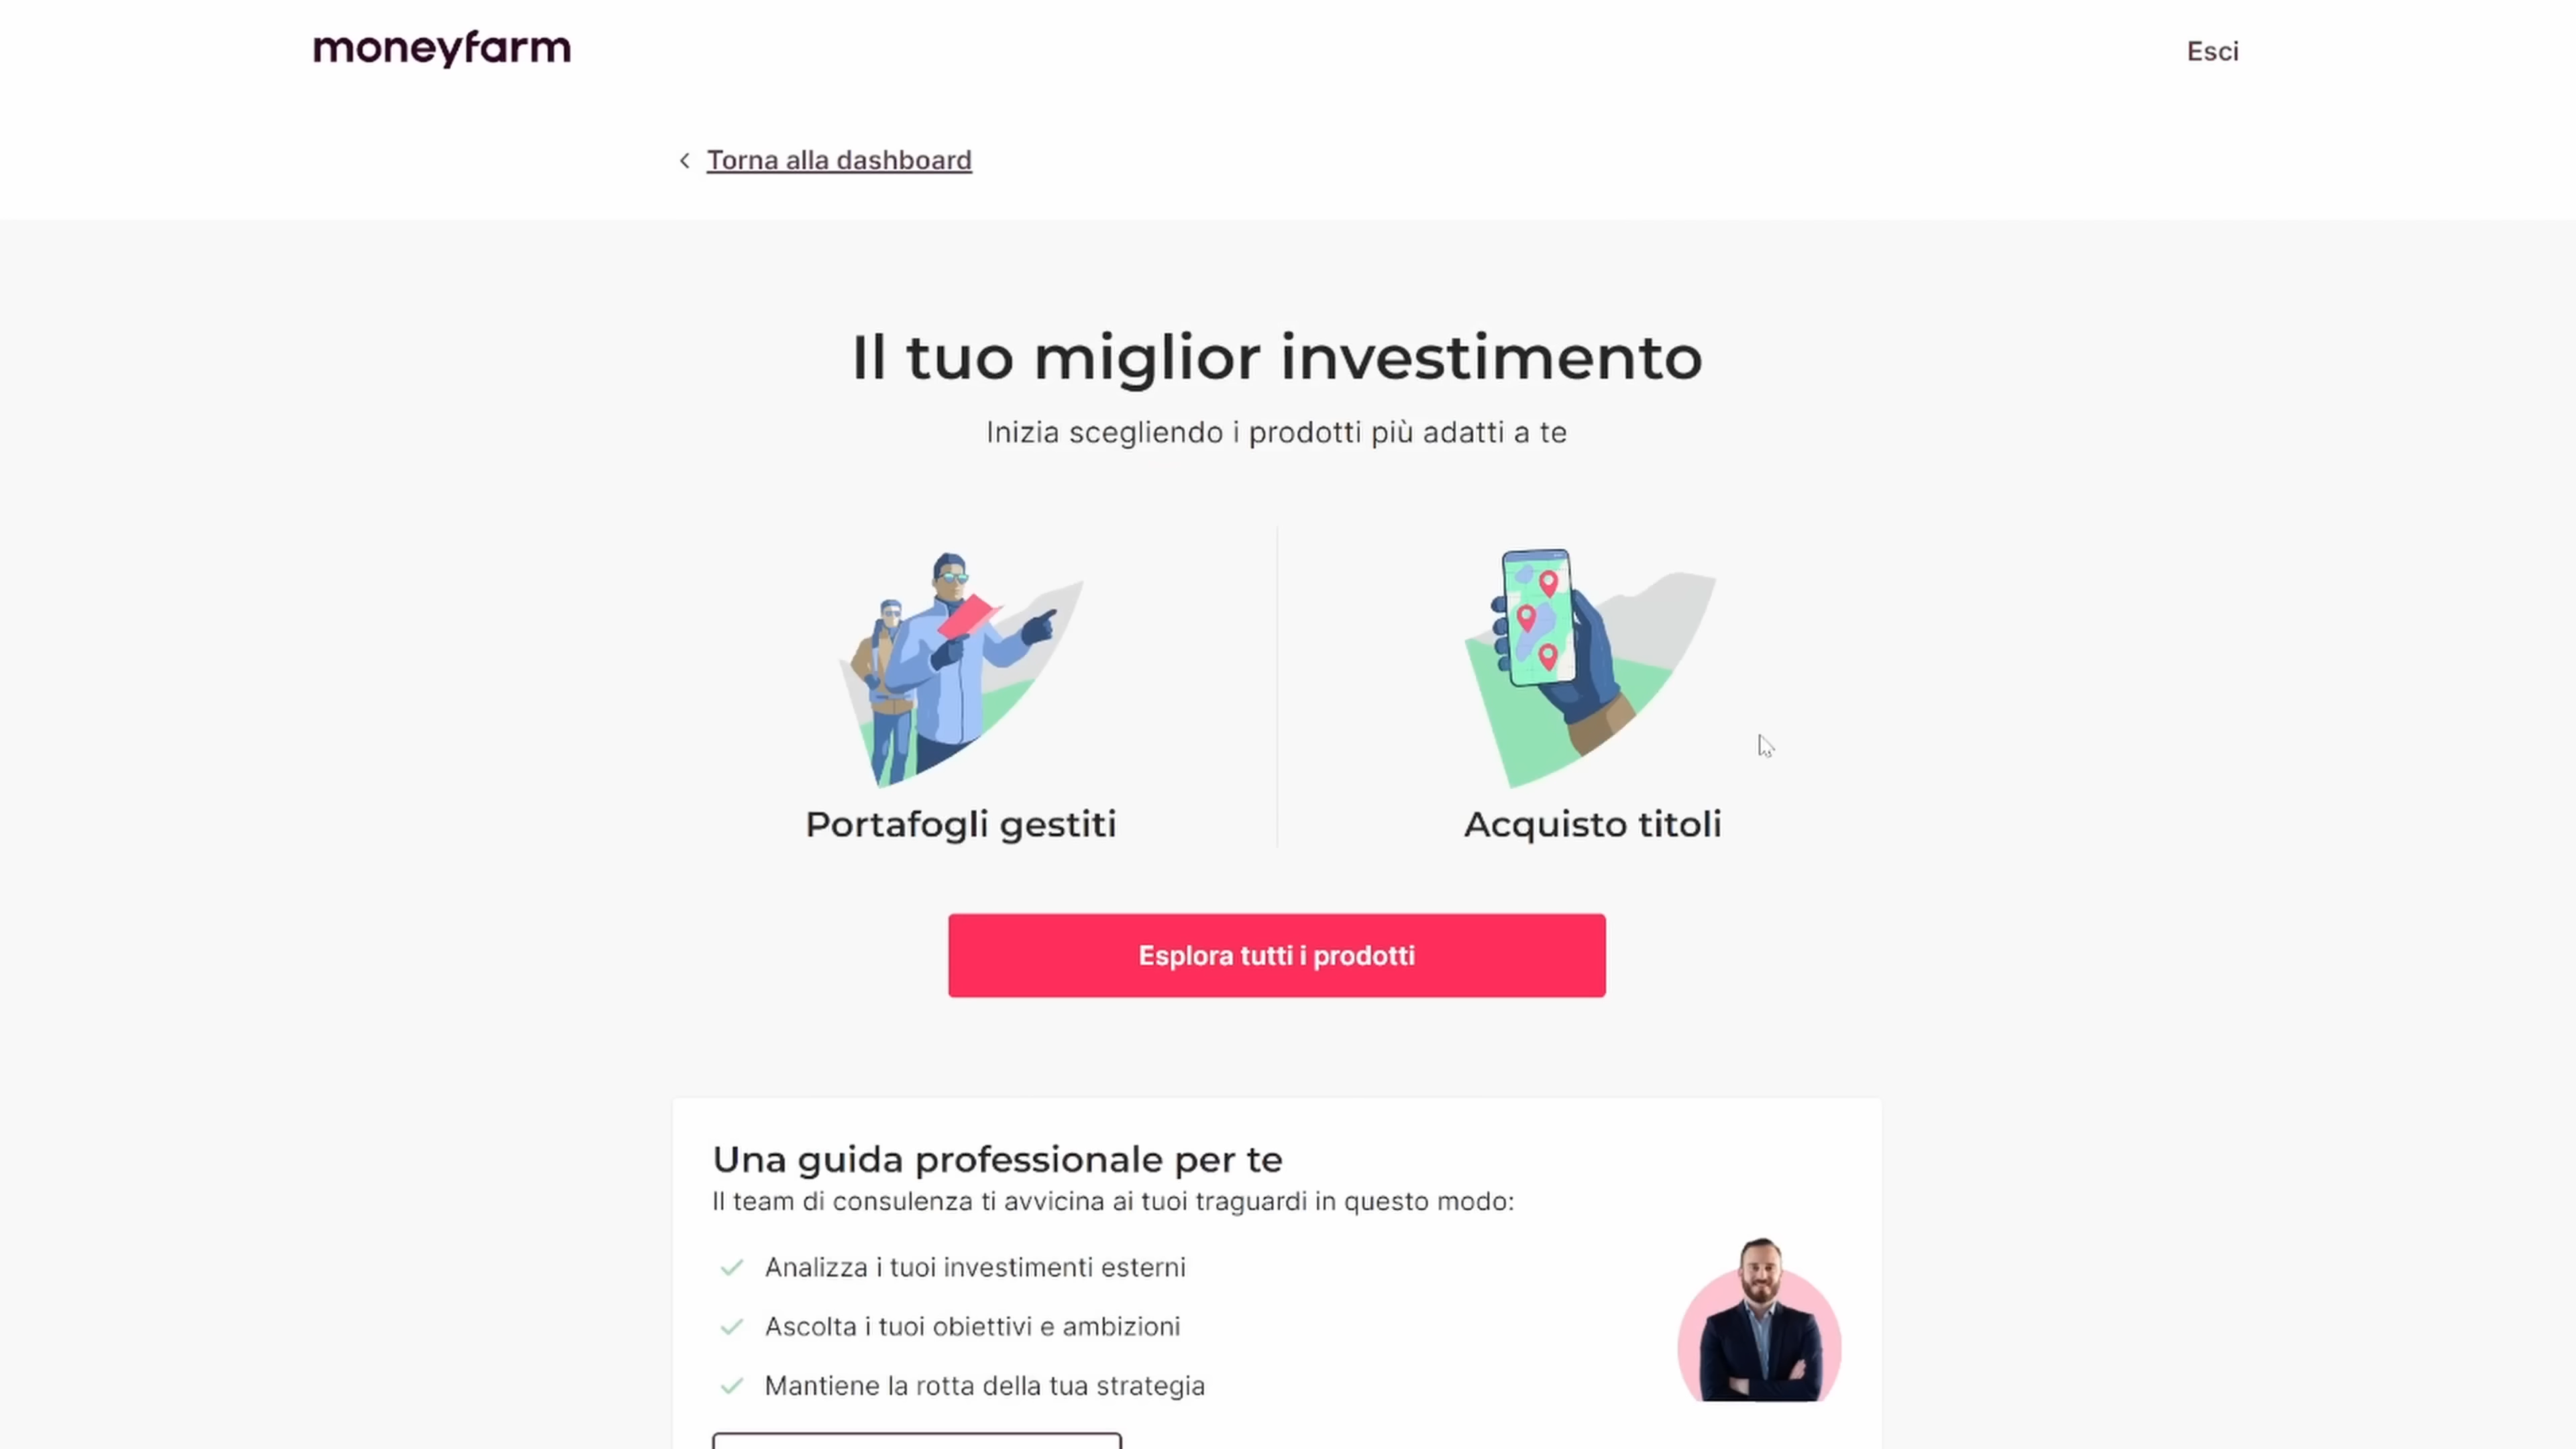 moneyfarm
Esci
Torna alla dashboard
Il tuo miglior investimento
Inizia scegliendo i prodotti più adatti a te
Portafogli gestiti
Acquisto titoli
Esplora tutti i prodotti
Una guida professionale per te
Il team di consulenza ti avvicina ai tuoi traguardi in questo modo:
Analizza i tuoi investimenti esterni
Ascolta i tuoi obiettivi e ambizioni
Mantiene la rotta della tua strategia